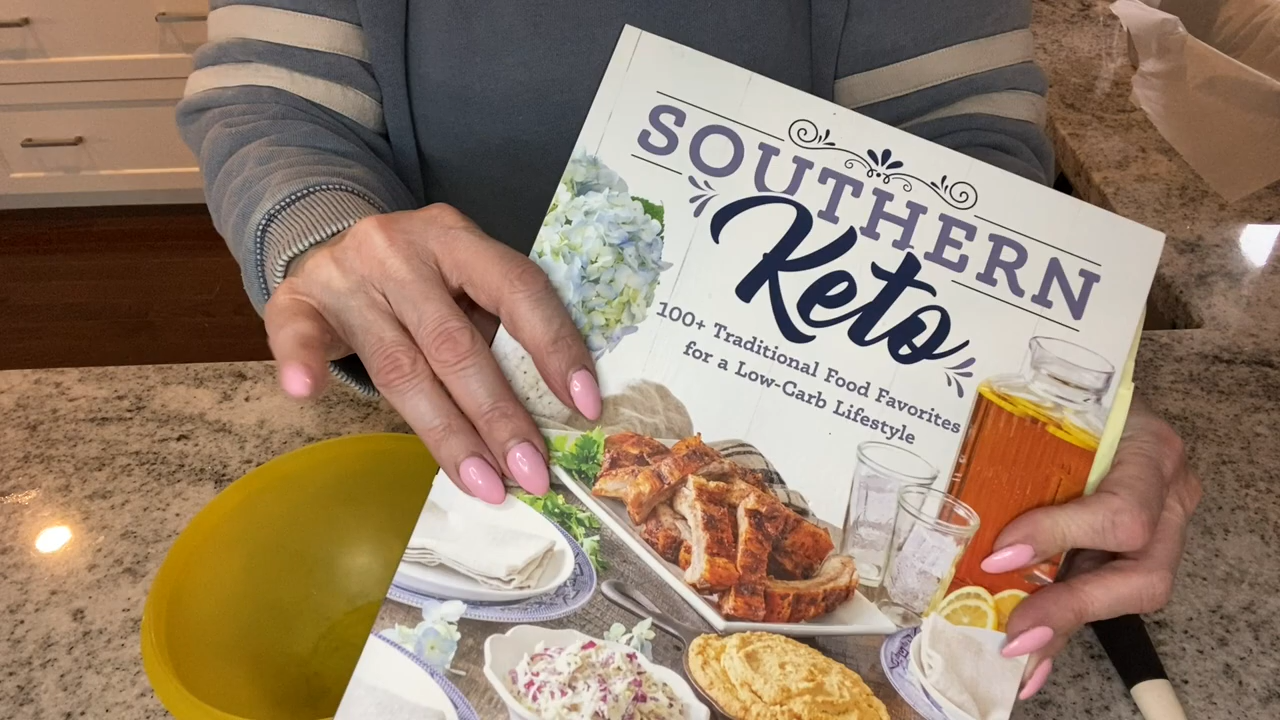 SOUTHERN
Keto
100+ Traditional Food Favorites
for a Low-Carb Lifestyle